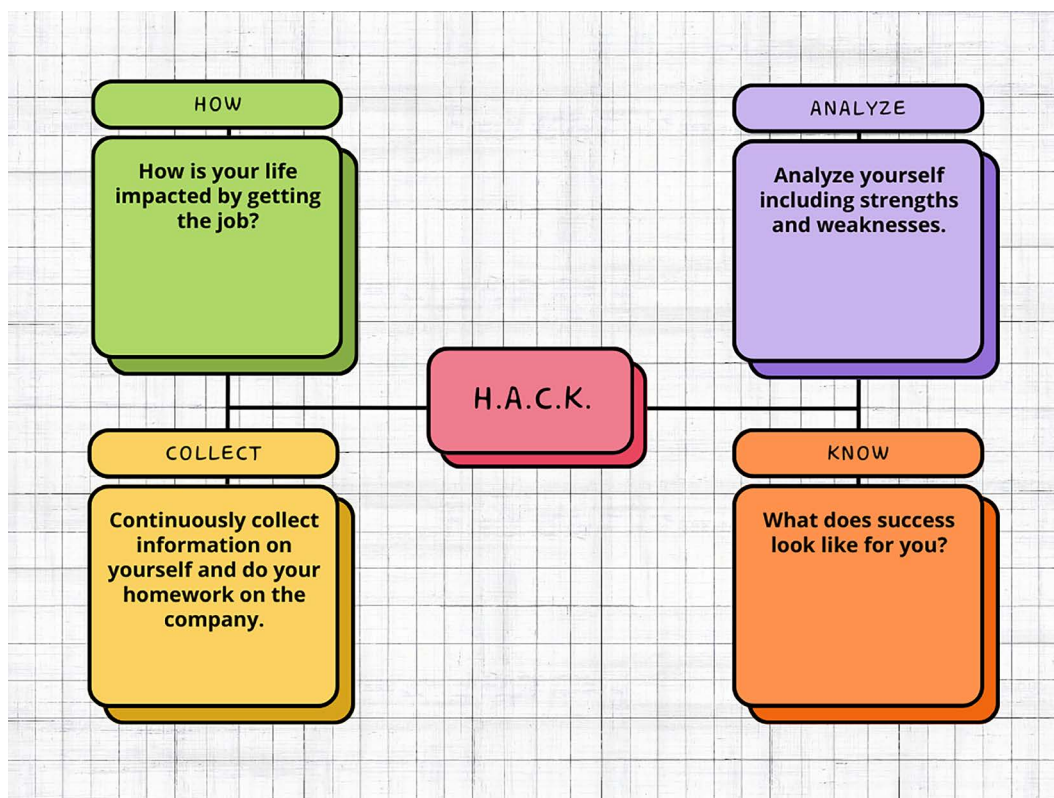 HOW
How is your life
impacted by getting
the job?
ANALYZE
Analyze yourself
including strengths
and weaknesses.
H.A.C.K.
COLLECT
Continuously collect
information on
yourself and do your
homework on the
company.
KNOW
What does success
look like for you?